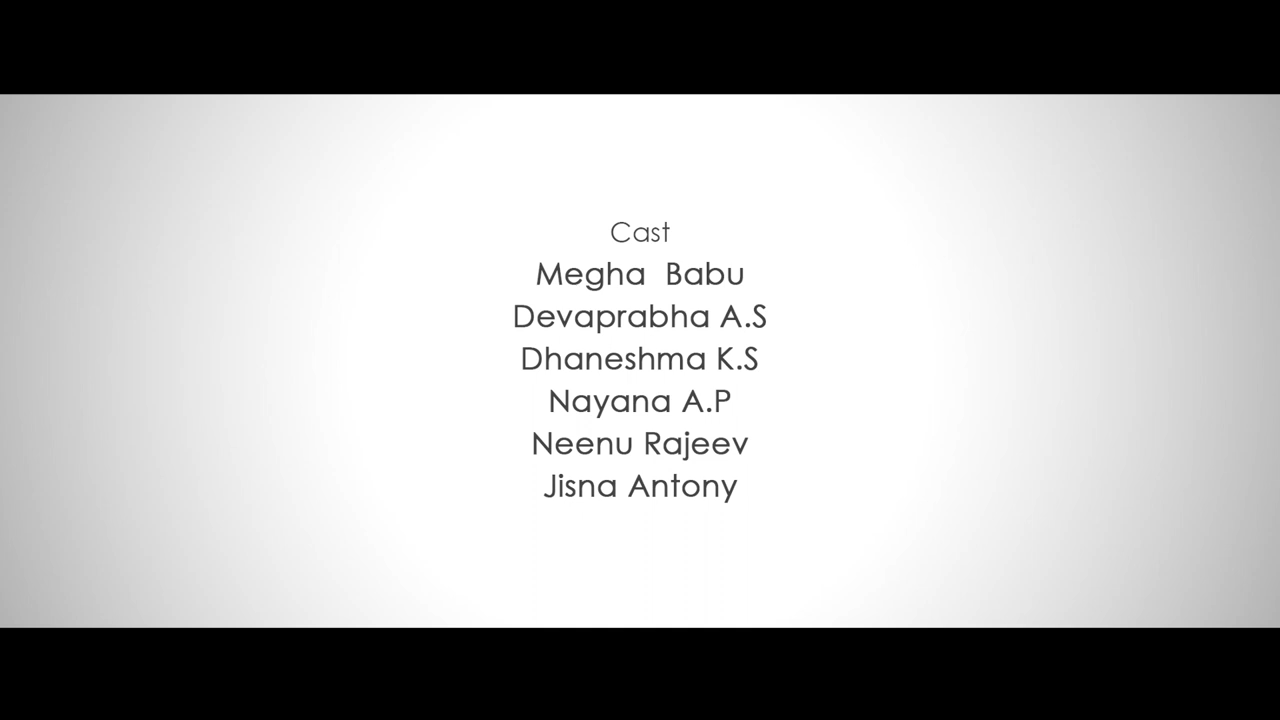 Cast
Megha  Babu
Devaprabha A.S
Dhaneshma K.S
Nayana A.P
Neenu Rajeev
Jisna Antony